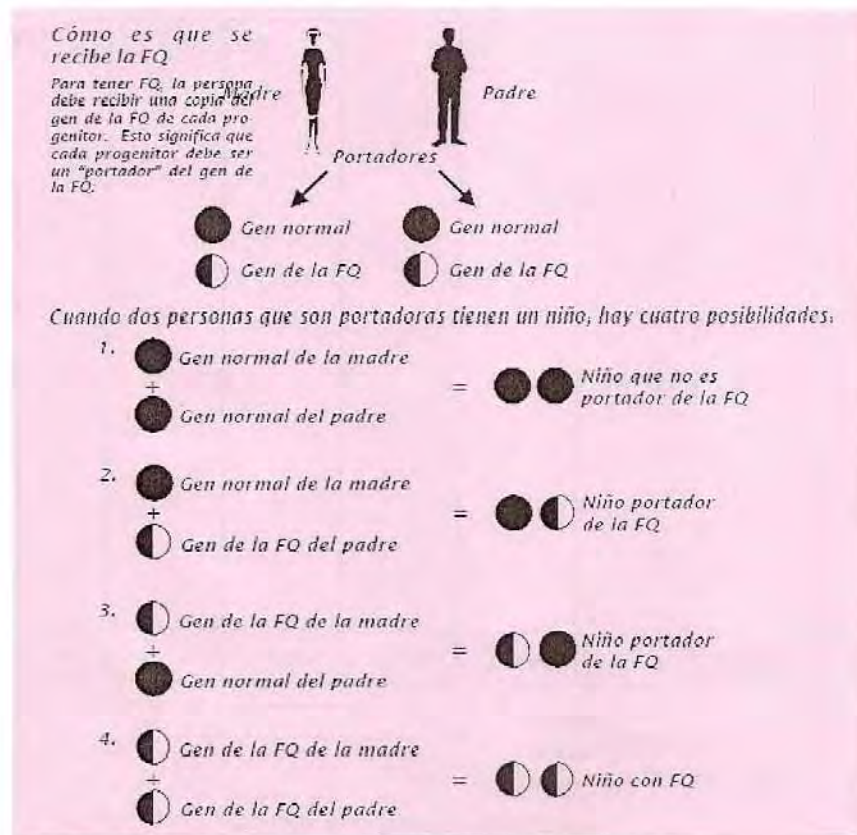 Cómo es que se
recibe la FQ
Para tener FQ, la persona
debe recibir una copia del
gen de la FQ de cada pro-
genitor. Esto significa que
cada progenitor debe ser
un "portador" del gen de
la FQ.
Madre
Padre
Portadores
Gen normal
Gen normal
Gen de la FQ
Gen de la FQ
Cuando dos personas que son portadoras tienen un niño, hay cuatro posibilidades:
1.
Gen normal de la madre
+
Gen normal del padre
=
Niño que no es
portador de la FQ
2.
Gen normal de la madre
+
Gen de la FQ del padre
=
Niño portador
de la FQ
3.
Gen de la FQ de la madre
+
Gen normal del padre
=
Niño portador
de la FQ
4.
Gen de la FQ de la madre
+
Gen de la FQ del padre
=
Niño con FQ